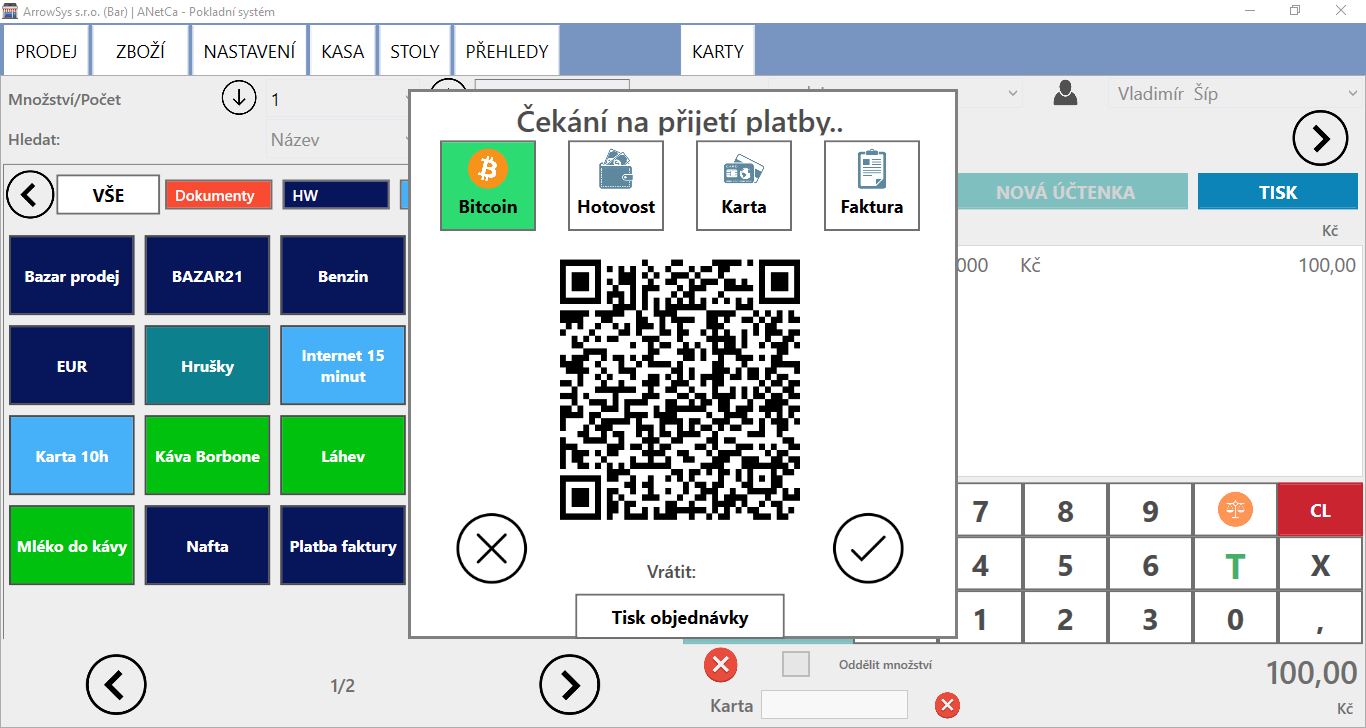 ArrowSys s.r.o. (Bar) | ANetCa - Pokladní systém
PRODEJ ZBOŽÍ NASTAVENÍ KASA STOLY PŘEHLEDY KARTY
Množství/Počet 1 Vladimír Šíp
Čekání na přijetí platby..
Hledat: Název
VŠE Dokumenty HW NOVÁ ÚČTENKA TISK
Bitcoin Hotovost Karta Faktura
Kč
000 Kč 100,00
Bazar prodej BAZAR21 Benzin
EUR Hrušky Internet 15
minut
Karta 10h Káva Borbone Láhev
Mléko do kávy Nafta Platba faktury
7 8 9 CL
4 5 6 T X
1 2 3 0 ,
Vrátit:
Tisk objednávky
1/2
Oddělit množství
100,00
Karta
Kč